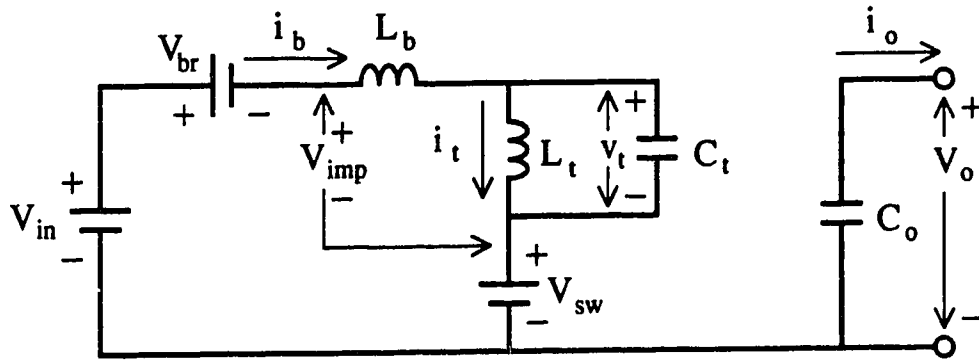 i_b
L_b
i_o
V_br
+
−
+
V_imp
−
i_t
L_t
+
v_t
−
C_t
+
V_in
−
+
V_sw
−
C_o
+
V_o
−